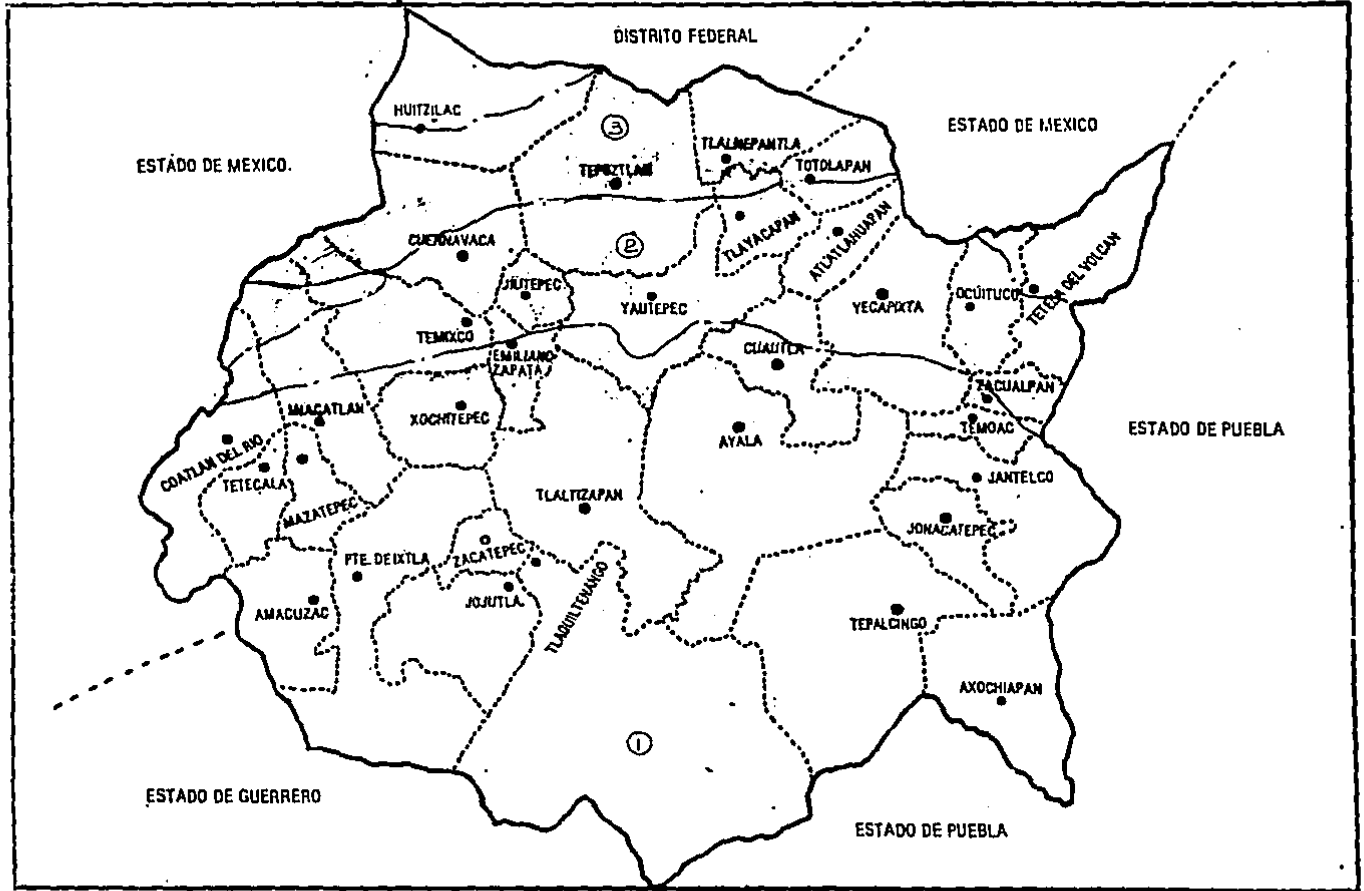 DISTRITO FEDERAL
HUITZILAC
ESTADO DE MEXICO
3
TLALNEPANTLA
ESTADO DE MEXICO.
TEPOZTLAN
TOTOLAPAN
CUERNAVACA
2
TLAYACAPAN
ATLATLAHUAPAN
TETELA DEL VOLCAN
JIUTEPEC
YAUTEPEC
YECAPIXTA
OCUITUCO
TEMIXCO
EMILIANO
ZAPATA
CUAUTLA
ZACUALPAN
MIACATLAN
XOCHITEPEC
AYALA
TEMOAC
ESTADO DE PUEBLA
COATLAN DEL RIO
TETECALA
MAZATEPEC
TLALTIZAPAN
JANTELCO
JONACATEPEC
PTE. DE IXTLA
ZACATEPEC
AMACUZAC
JOJUTLA.
TLAQUILTENANGO
TEPALCINGO
AXOCHIAPAN
1
ESTADO DE GUERRERO
ESTADO DE PUEBLA